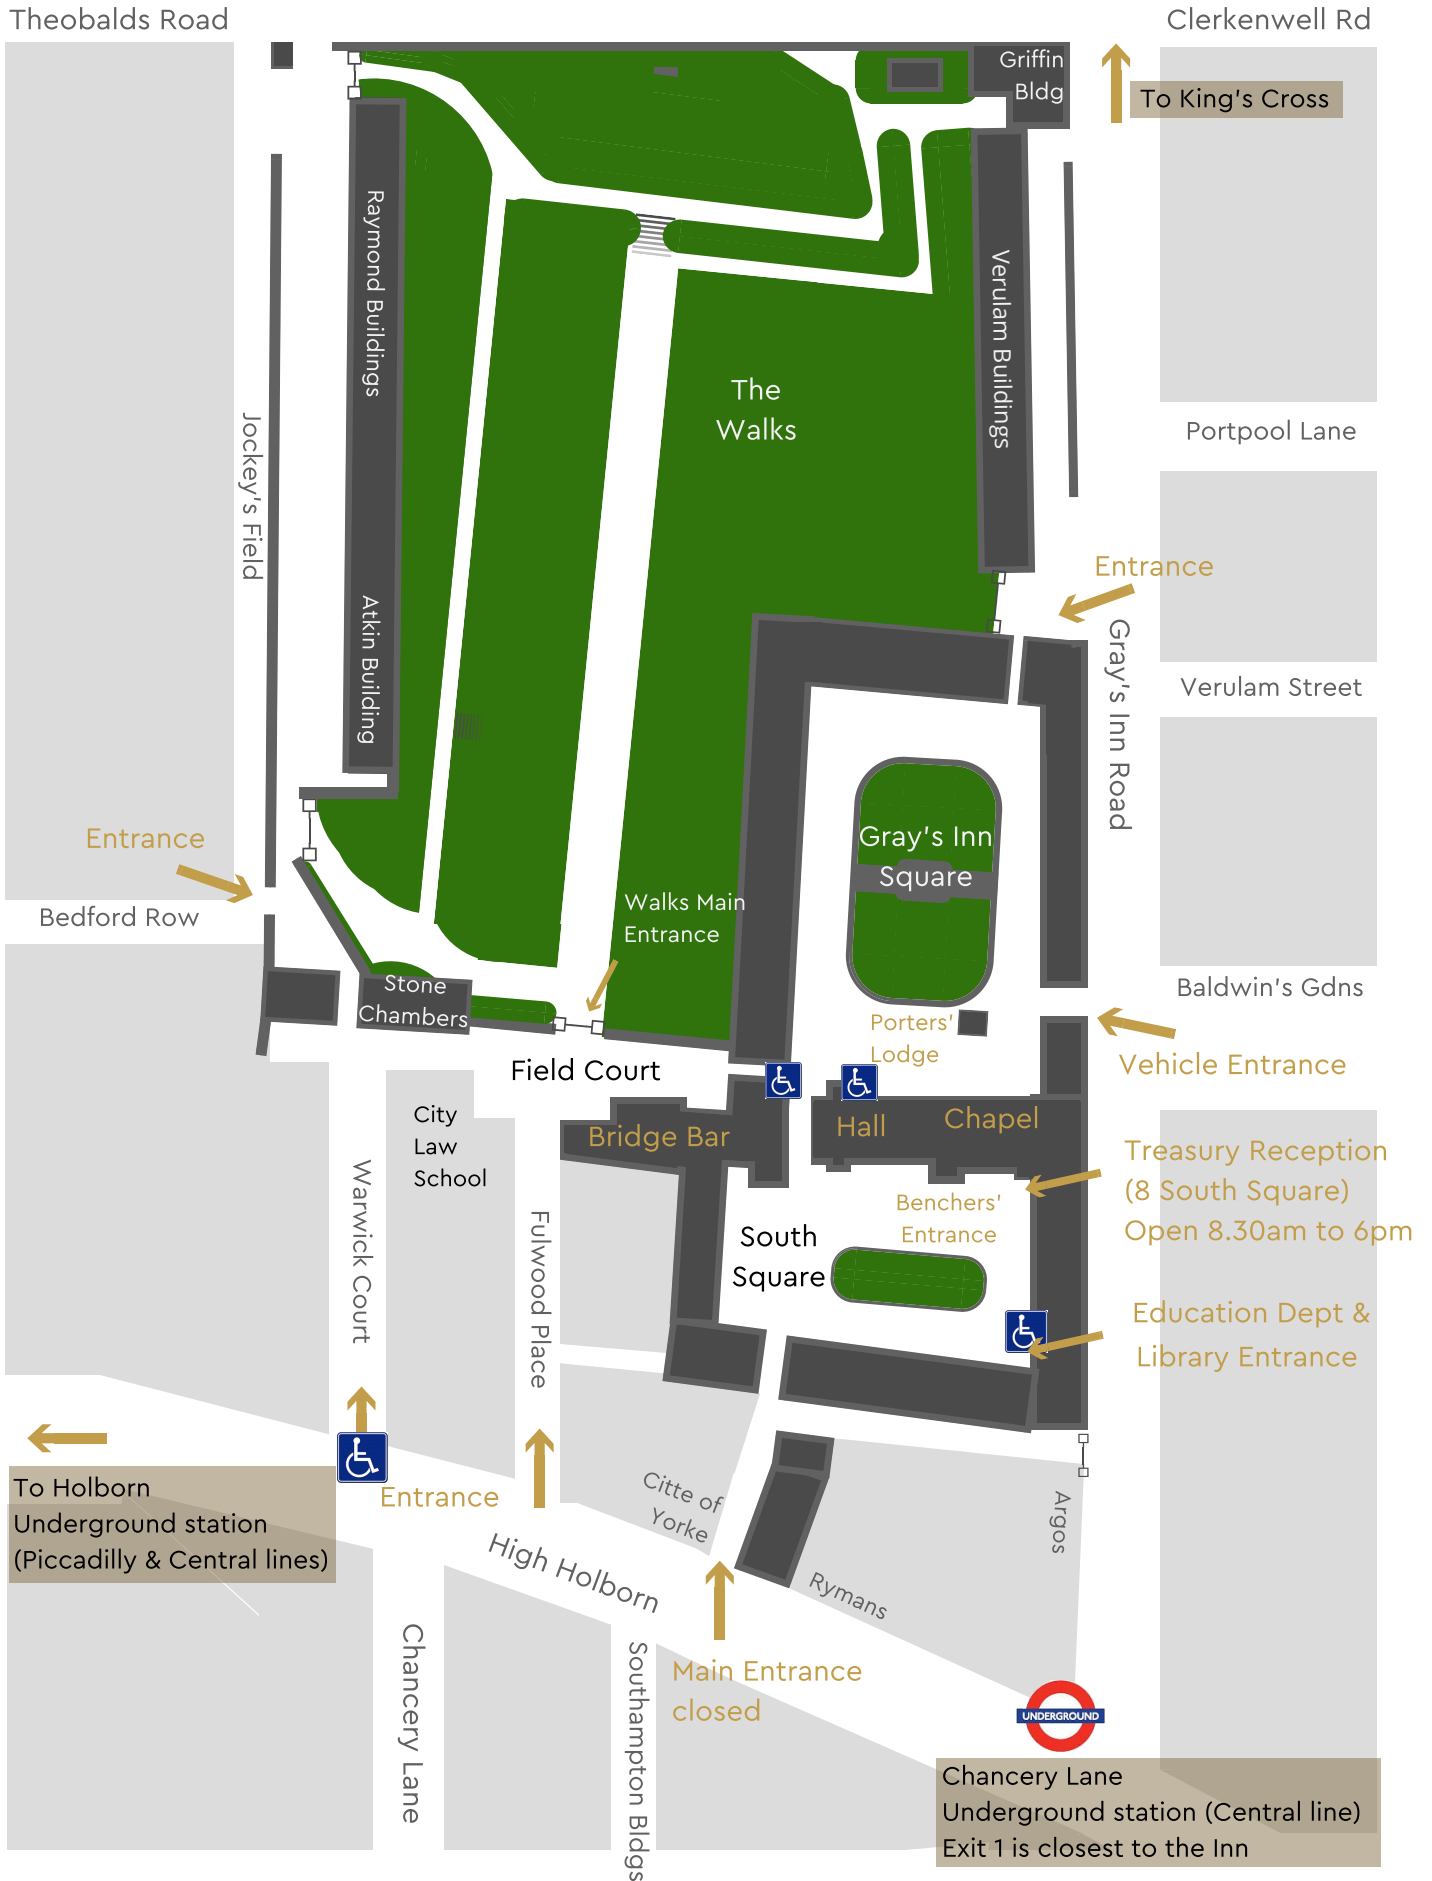 Theobalds Road
Clerkenwell Rd
Griffin
Bldg
To King's Cross
Raymond Buildings
Verulam Buildings
The
Walks
Jockey's Field
Portpool Lane
Entrance
Atkin Building
Gray's Inn Road
Verulam Street
Entrance
Gray's Inn
Square
Bedford Row
Walks Main
Entrance
Stone
Chambers
Baldwin's Gdns
Porters'
Lodge
Vehicle Entrance
Field Court
City
Law
School
Bridge Bar
Hall
Chapel
Treasury Reception
(8 South Square)
Open 8.30am to 6pm
Warwick Court
Fulwood Place
Benchers'
Entrance
South
Square
Education Dept &
Library Entrance
To Holborn
Underground station
(Piccadilly & Central lines)
Entrance
Citte of
Yorke
Argos
High Holborn
Rymans
Chancery Lane
Southampton Bldgs
Main Entrance
closed
UNDERGROUND
Chancery Lane
Underground station (Central line)
Exit 1 is closest to the Inn